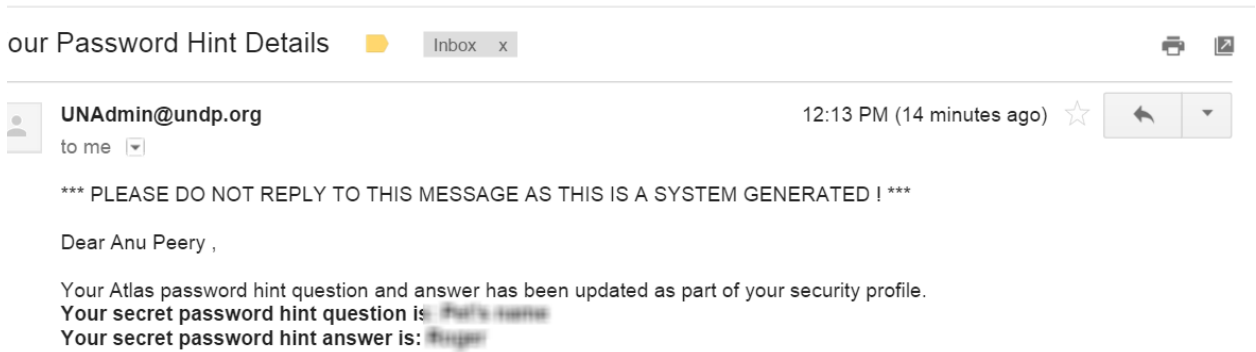 our Password Hint Details Inbox x
UNAdmin@undp.org 12:13 PM (14 minutes ago)
to me
*** PLEASE DO NOT REPLY TO THIS MESSAGE AS THIS IS A SYSTEM GENERATED ! ***
Dear Anu Peery ,
Your Atlas password hint question and answer has been updated as part of your security profile.
Your secret password hint question is
Your secret password hint answer is: